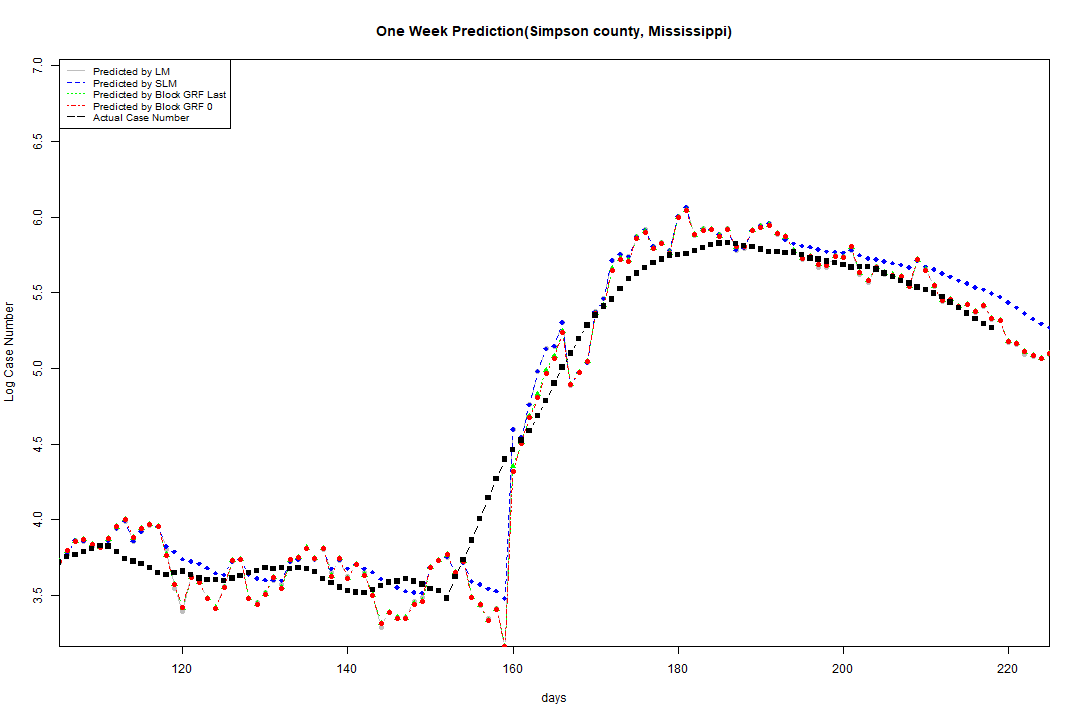 One Week Prediction(Simpson county, Mississippi)
Predicted by LM
Predicted by SLM
Predicted by Block GRF Last
Predicted by Block GRF 0
Actual Case Number
7.0
6.5
6.0
5.5
5.0
4.5
4.0
3.5
Log Case Number
120 140 160 180 200 220
days